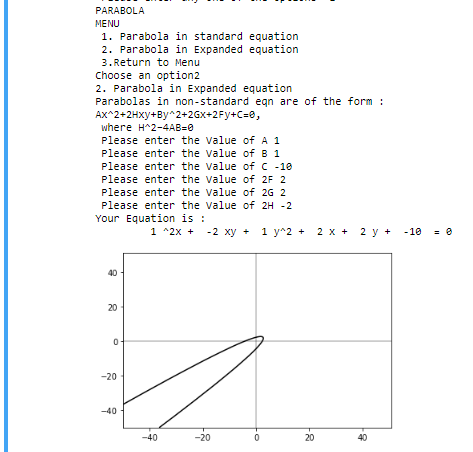 PARABOLA
MENU
1. Parabola in standard equation
2. Parabola in Expanded equation
3.Return to Menu
Choose an option2
2. Parabola in Expanded equation
Parabolas in non-standard eqn are of the form :
Ax^2+2Hxy+By^2+2Gx+2Fy+C=0,
where H^2-4AB=0
Please enter the Value of A 1
Please enter the Value of B 1
Please enter the Value of C -10
Please enter the Value of 2F 2
Please enter the Value of 2G 2
Please enter the Value of 2H -2
Your Equation is :
1 ^2x + -2 xy + 1 y^2 + 2 x + 2 y + -10 = 0
40
20
0
−20
−40
−40 −20 0 20 40